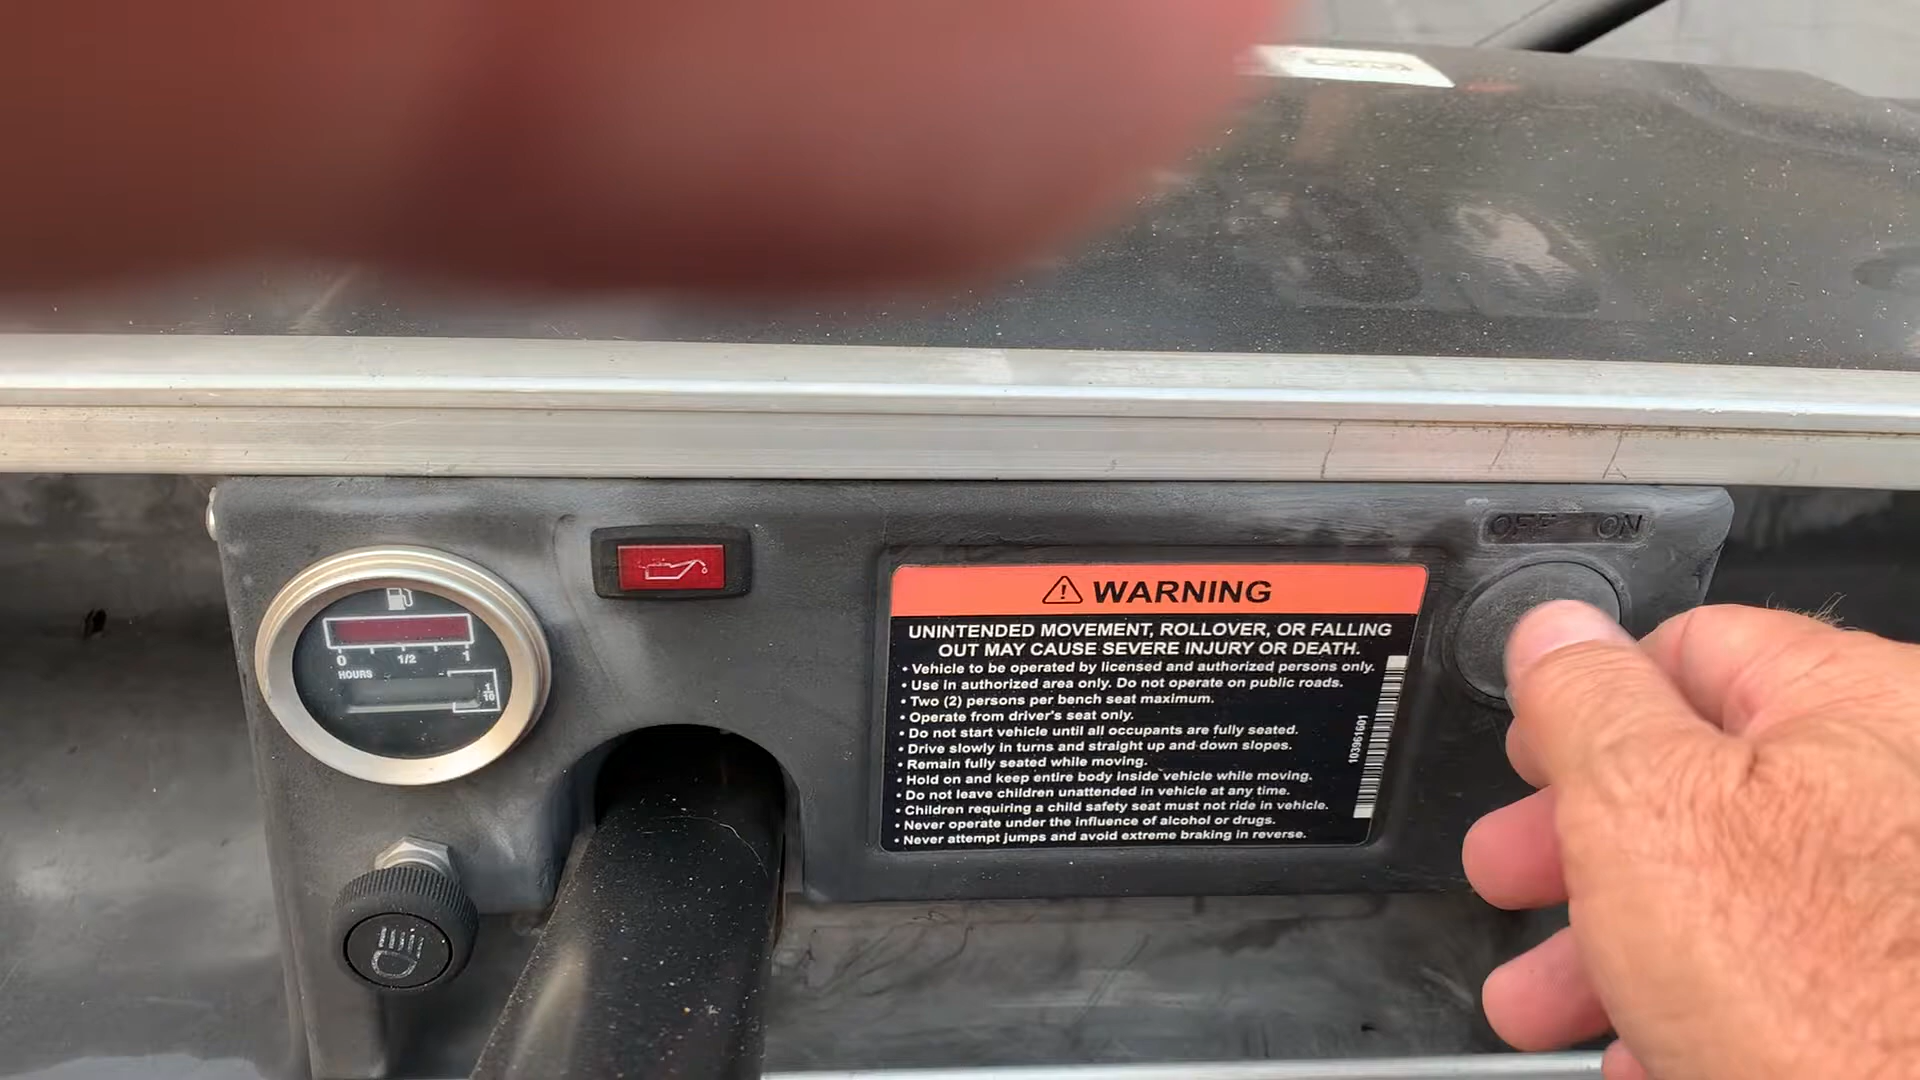 OFF ON
0 1/2 1
HOURS
WARNING
UNINTENDED MOVEMENT, ROLLOVER, OR FALLING
OUT MAY CAUSE SEVERE INJURY OR DEATH.
• Vehicle to be operated by licensed and authorized persons only.
• Use in authorized area only. Do not operate on public roads.
• Two (2) persons per bench seat maximum.
• Operate from driver's seat only.
• Do not start vehicle until all occupants are fully seated.
• Drive slowly in turns and straight up and down slopes.
• Remain fully seated while moving.
• Hold on and keep entire body inside vehicle while moving.
• Do not leave children unattended in vehicle at any time.
• Children requiring a child safety seat must not ride in vehicle.
• Never operate under the influence of alcohol or drugs.
• Never attempt jumps and avoid extreme braking in reverse.
103961601